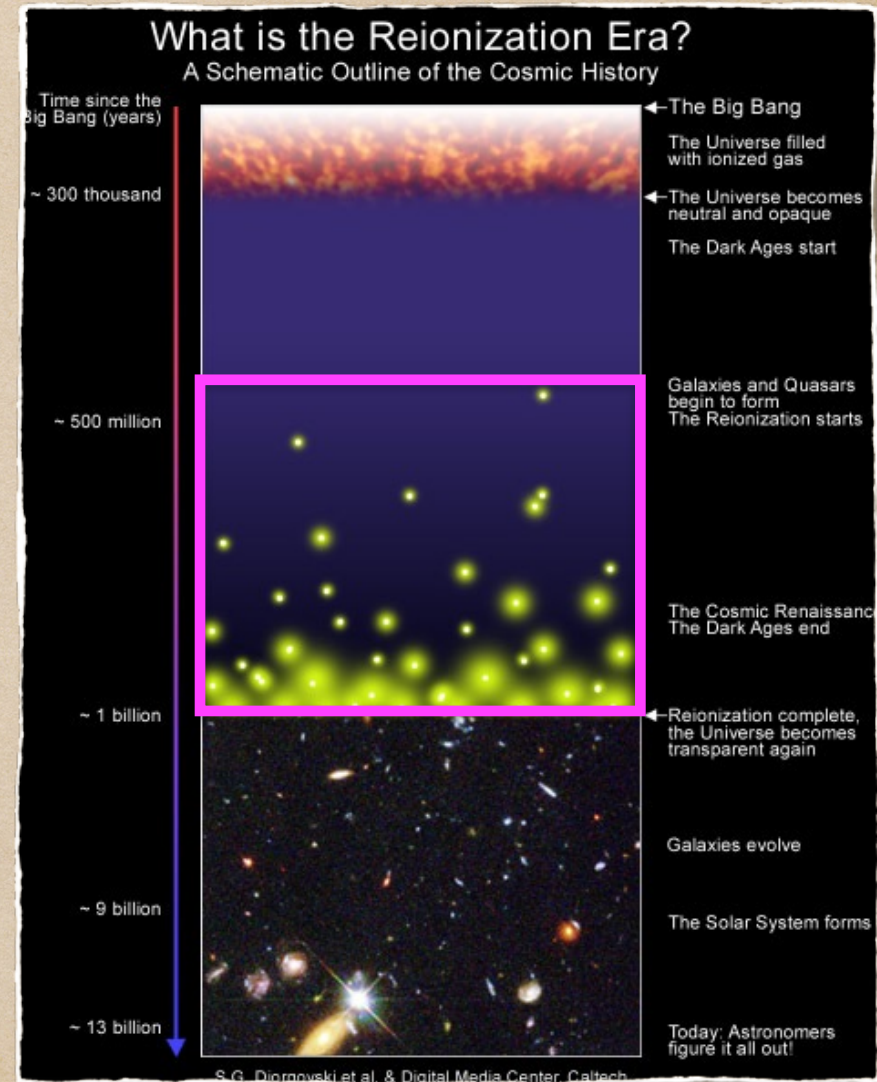 What is the Reionization Era?
A Schematic Outline of the Cosmic History
Time since the
Big Bang (years)
The Big Bang
The Universe filled
with ionized gas
~ 300 thousand
The Universe becomes
neutral and opaque
The Dark Ages start
Galaxies and Quasars
begin to form
The Reionization starts
~ 500 million
The Cosmic Renaissance
The Dark Ages end
~ 1 billion
Reionization complete,
the Universe becomes
transparent again
Galaxies evolve
~ 9 billion
The Solar System forms
~ 13 billion
Today: Astronomers
figure it all out!
S.G. Djorgovski et al. & Digital Media Center, Caltech